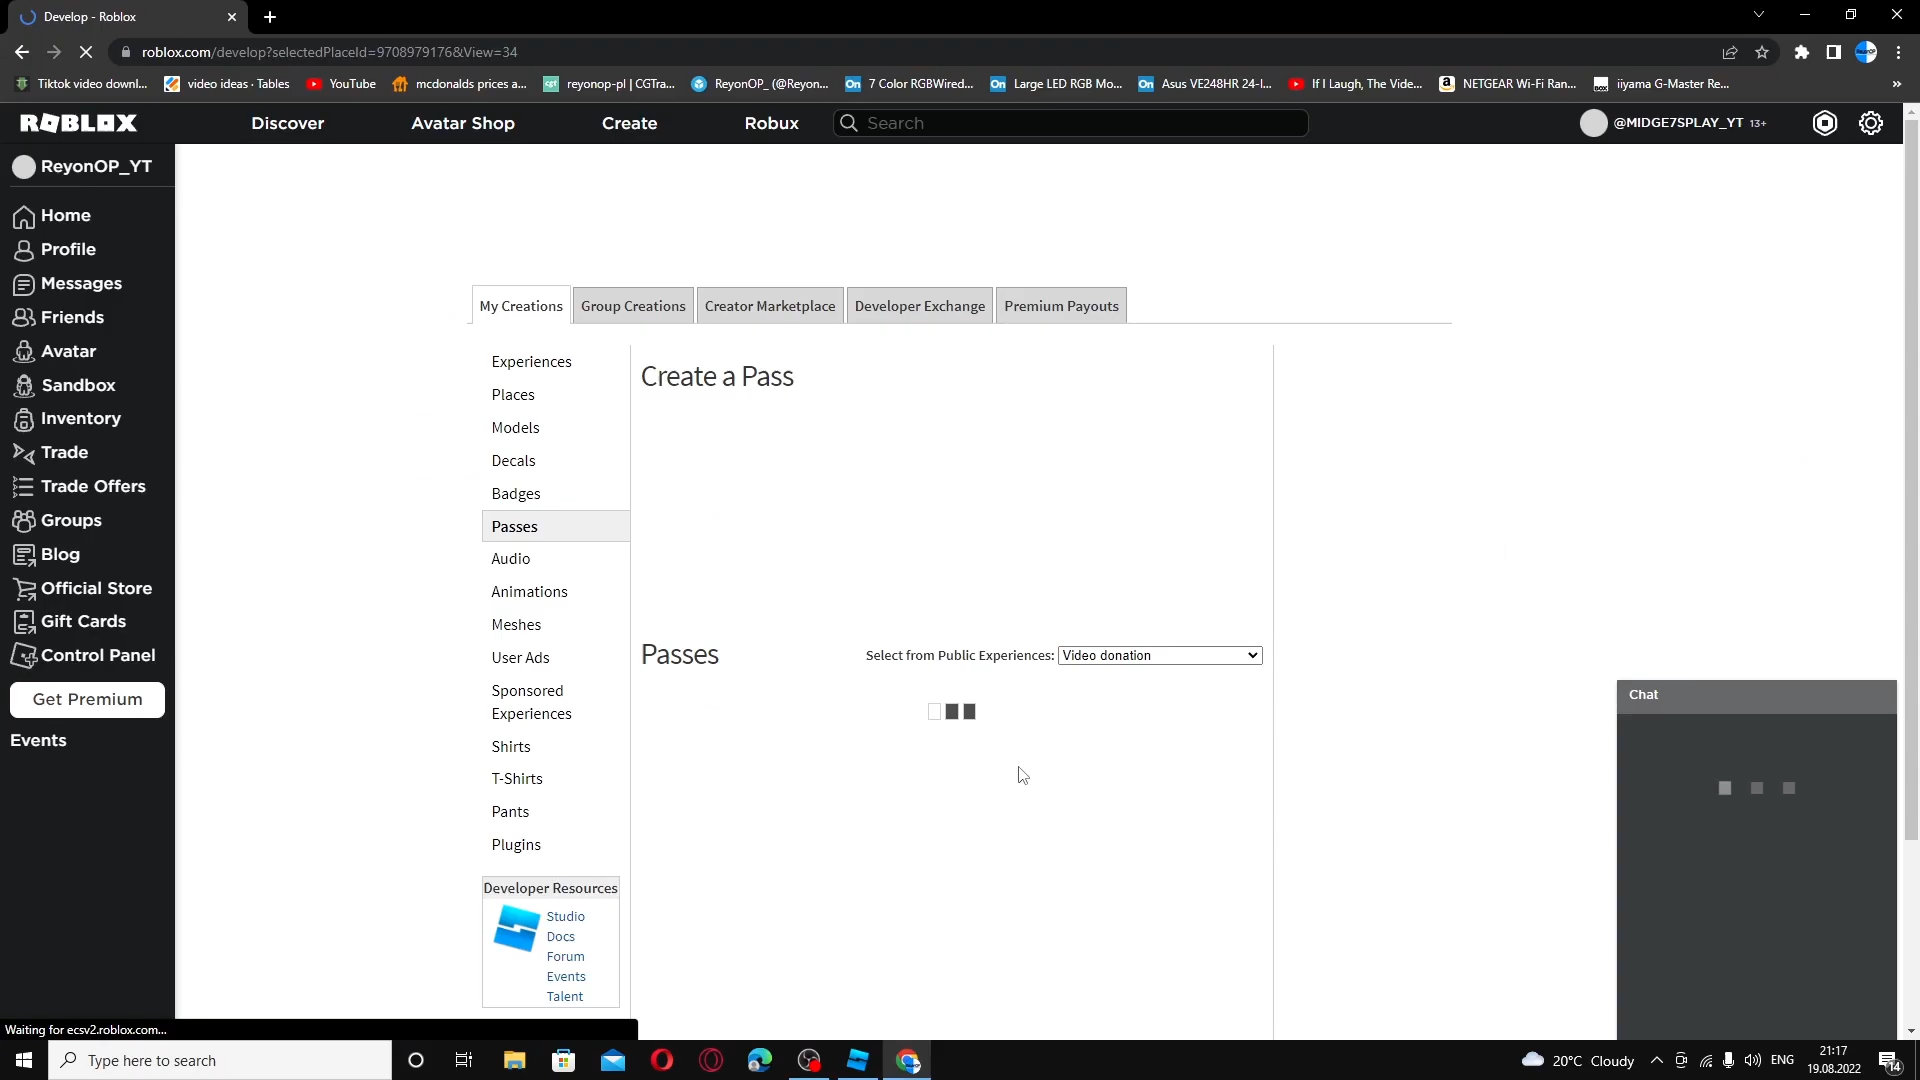 Develop - Roblox
roblox.com/develop?selectedPlaceId=9708979176&View=34
Tiktok video downl...
video ideas · Tables
YouTube
mcdonalds prices a...
cgt
reyonop-pl | CGTra...
ReyonOP_ (@Reyon...
On
7 Color RGBWired...
On
Large LED RGB Mo...
On
Asus VE248HR 24-I...
If I Laugh, The Vide...
NETGEAR Wi-Fi Ran...
iiyama G-Master Re...
»
ROBLOX
Discover
Avatar Shop
Create
Robux
Search
@MIDGE7SPLAY_YT 13+
ReyonOP_YT
Home
Profile
Messages
Friends
Avatar
Sandbox
Inventory
Trade
Trade Offers
Groups
Blog
Official Store
Gift Cards
Control Panel
Get Premium
Events
My Creations
Group Creations
Creator Marketplace
Developer Exchange
Premium Payouts
Experiences
Places
Models
Decals
Badges
Passes
Audio
Animations
Meshes
User Ads
Sponsored
Experiences
Shirts
T-Shirts
Pants
Plugins
Developer Resources
Studio
Docs
Forum
Events
Talent
Create a Pass
Passes
Select from Public Experiences: Video donation
Chat
Waiting for ecsv2.roblox.com...
Type here to search
20°C Cloudy
ENG
21:17
19.08.2022
14